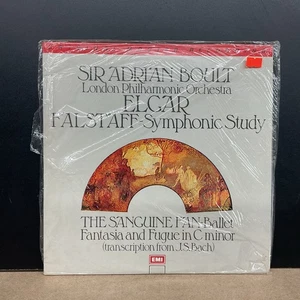 SIR ADRIAN BOULT
London Philharmonic Orchestra
ELGAR
FALSTAFF-Symphonic Study
THE SANGUINE FAN-Ballet
Fantasia and Fugue in C minor
(transcription from J.S. Bach)
EMI